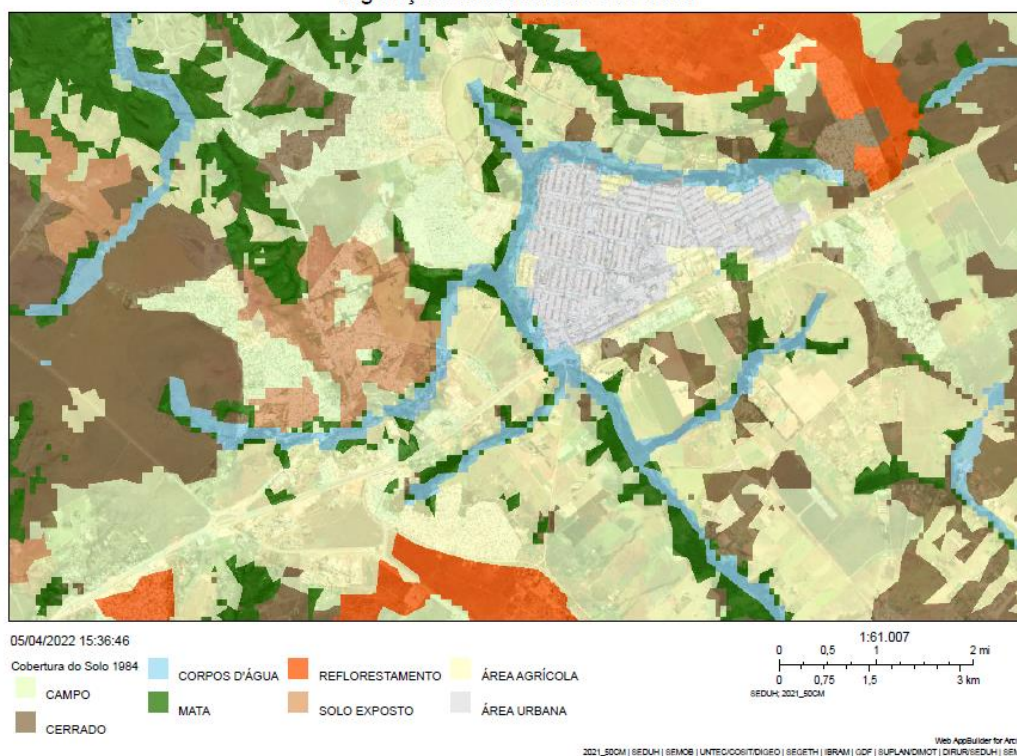 05/04/2022 15:36:46
1:61.007
0 0,5 1 2 mi
0 0,75 1,5 3 km
SEDUH; 2021_50CM
Cobertura do Solo 1984
CAMPO
CERRADO
CORPOS D'ÁGUA
MATA
REFLORESTAMENTO
SOLO EXPOSTO
ÁREA AGRÍCOLA
ÁREA URBANA
Web AppBuilder for Arc
2021_50CM | SEDUH | SEMOB | UNTEC/COSIT/DIGEO | SEGETH | IBRAM | GDF | SUPLAN/DIMOT | DIRUR/SEDUH | SEM